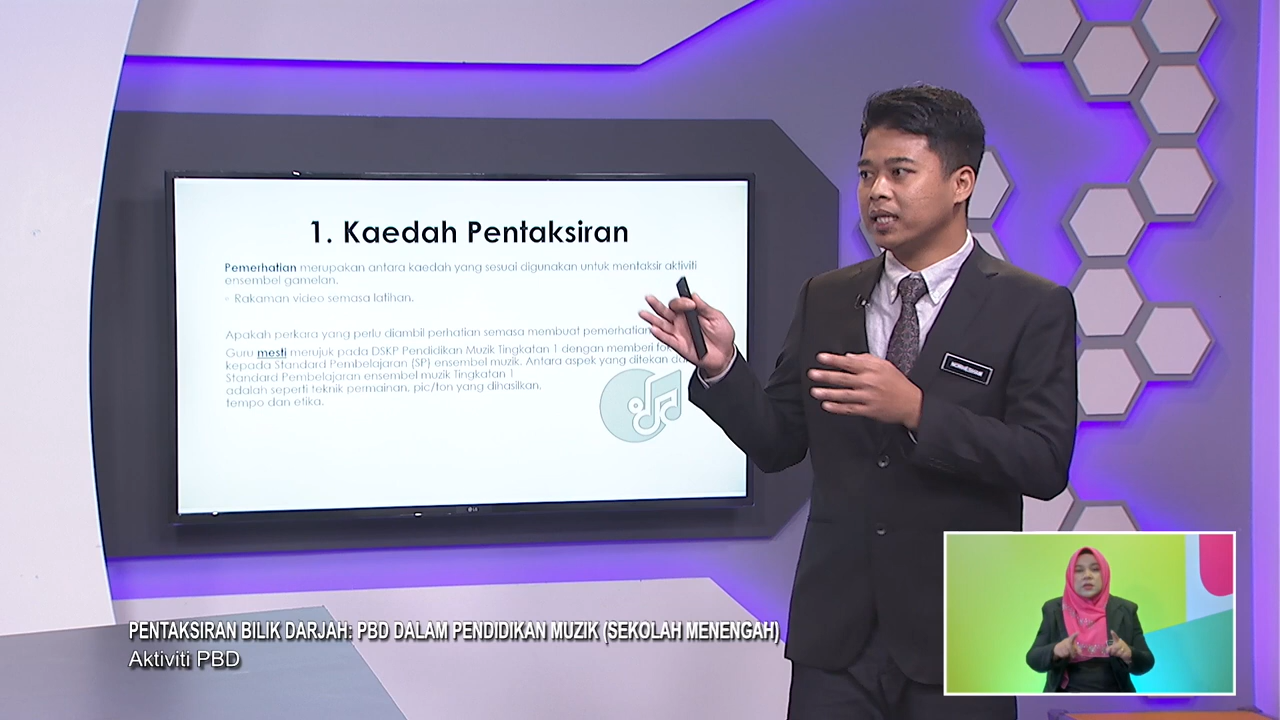 1. Kaedah Pentaksiran
Pemerhatian merupakan antara kaedah yang sesuai digunakan untuk mentaksir aktiviti
ensembel gamelan.
Rakaman video semasa latihan.
Apakah perkara yang perlu diambil perhatian semasa membuat pemerhatian
Guru mesti merujuk pada DSKP Pendidikan Muzik Tingkatan 1 dengan memberi
kepada Standard Pembelajaran (SP) ensembel muzik. Antara aspek yang ditekan
Standard Pembelajaran ensembel muzik Tingkatan 1
adalah seperti teknik permainan, pic/ton yang dihasilkan,
tempo dan etika.
LG
PENTAKSIRAN BILIK DARJAH: PBD DALAM PENDIDIKAN MUZIK (SEKOLAH MENENGAH)
Aktiviti PBD